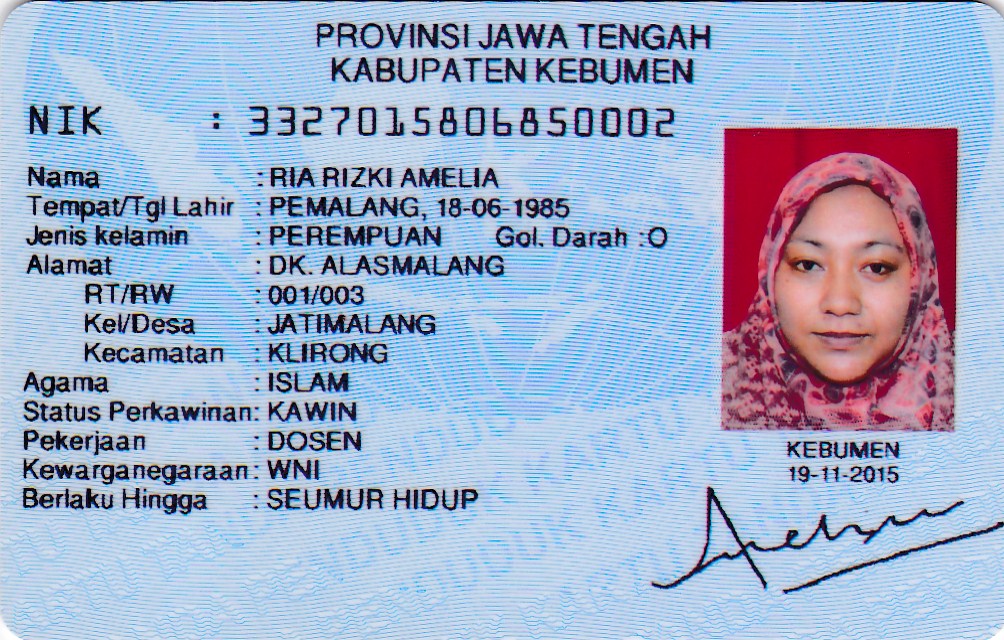 PROVINSI JAWA TENGAH
KABUPATEN KEBUMEN
NIK : 3327015806850002
Nama : RIA RIZKI AMELIA
Tempat/Tgl Lahir : PEMALANG, 18-06-1985
Jenis kelamin : PEREMPUAN Gol. Darah :O
Alamat : DK. ALASMALANG
RT/RW : 001/003
Kel/Desa : JATIMALANG
Kecamatan : KLIRONG
Agama : ISLAM
Status Perkawinan: KAWIN
Pekerjaan : DOSEN
Kewarganegaraan: WNI
Berlaku Hingga : SEUMUR HIDUP
KEBUMEN
19-11-2015